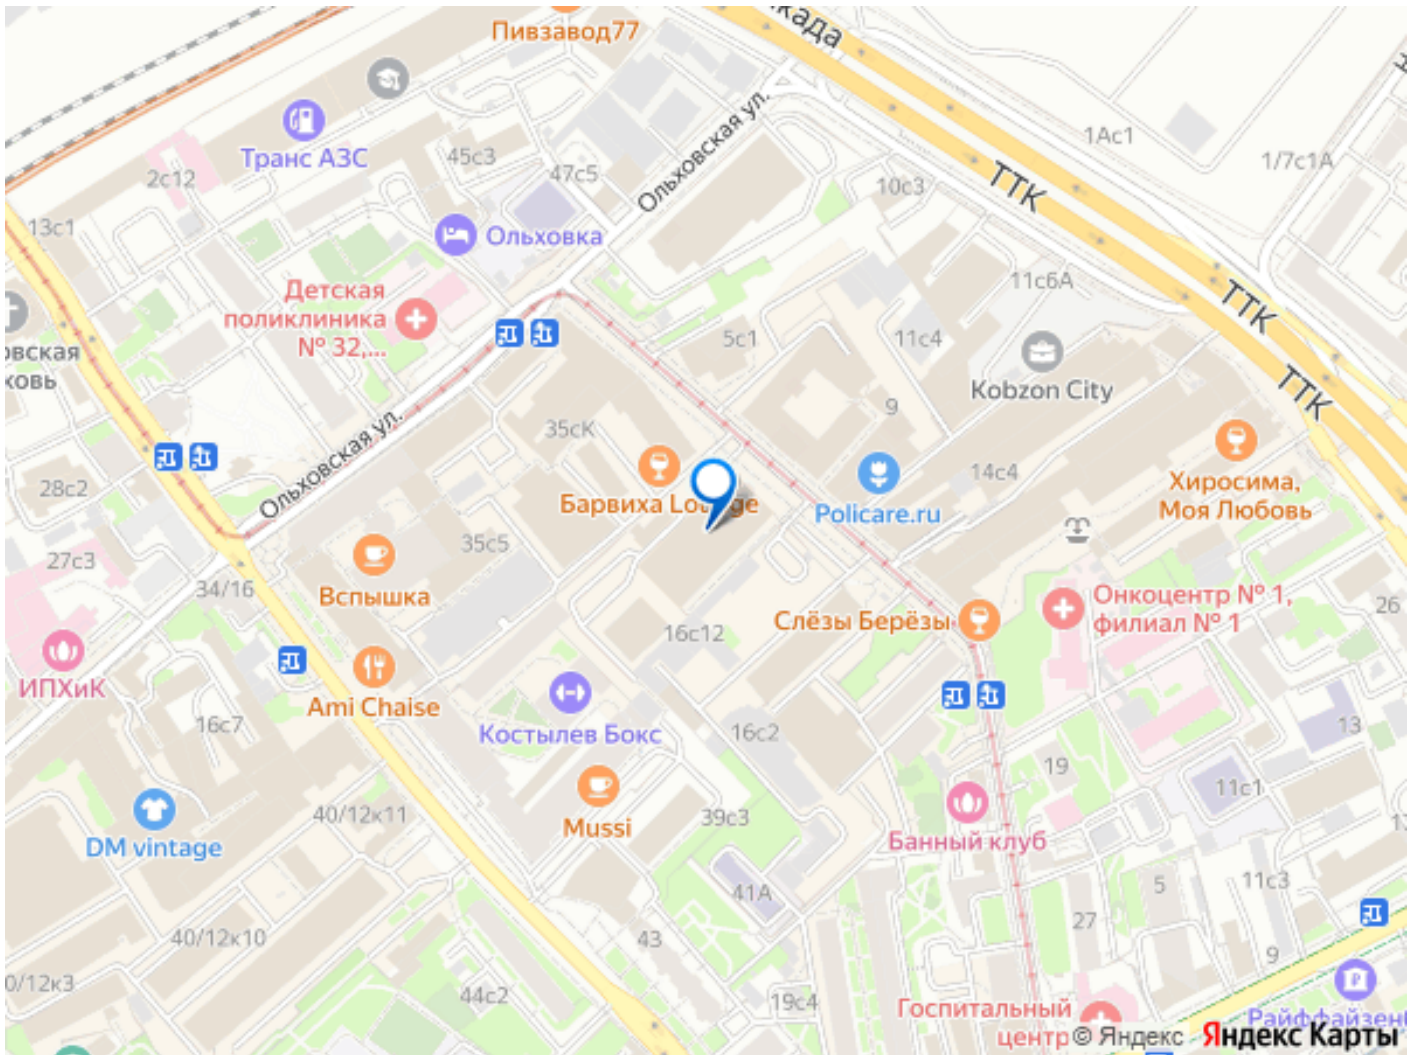 Пивзавод77
Транс АЗС
45с3
47с5
2с12
13с1
Ольховская ул.
10с3
ТТК
1Ас1
1/7с1А
Ольховка
Детская
поликлиника
№ 32,...
5с1
11с4
11с6А
ТТК
ТТК
Kobzon City
9
35сК
Ольховская ул.
28с2
Барвиха
Policare.ru
14с4
Хиросима,
Моя Любовь
27с3
34/16
35с5
Вспышка
16с12
Слёзы Берёзы
Онкоцентр № 1,
филиал № 1
26
ИПХиК
Ami Chaise
Костылев Бокс
16с7
16с2
13
19
11с1
DM vintage
40/12к11
Mussi
39с3
Банный клуб
41А
5
11с3
27
40/12к10
43
9
0/12к3
44с2
19с4
Госпитальный
центр
© Яндекс
Яндекс Карты